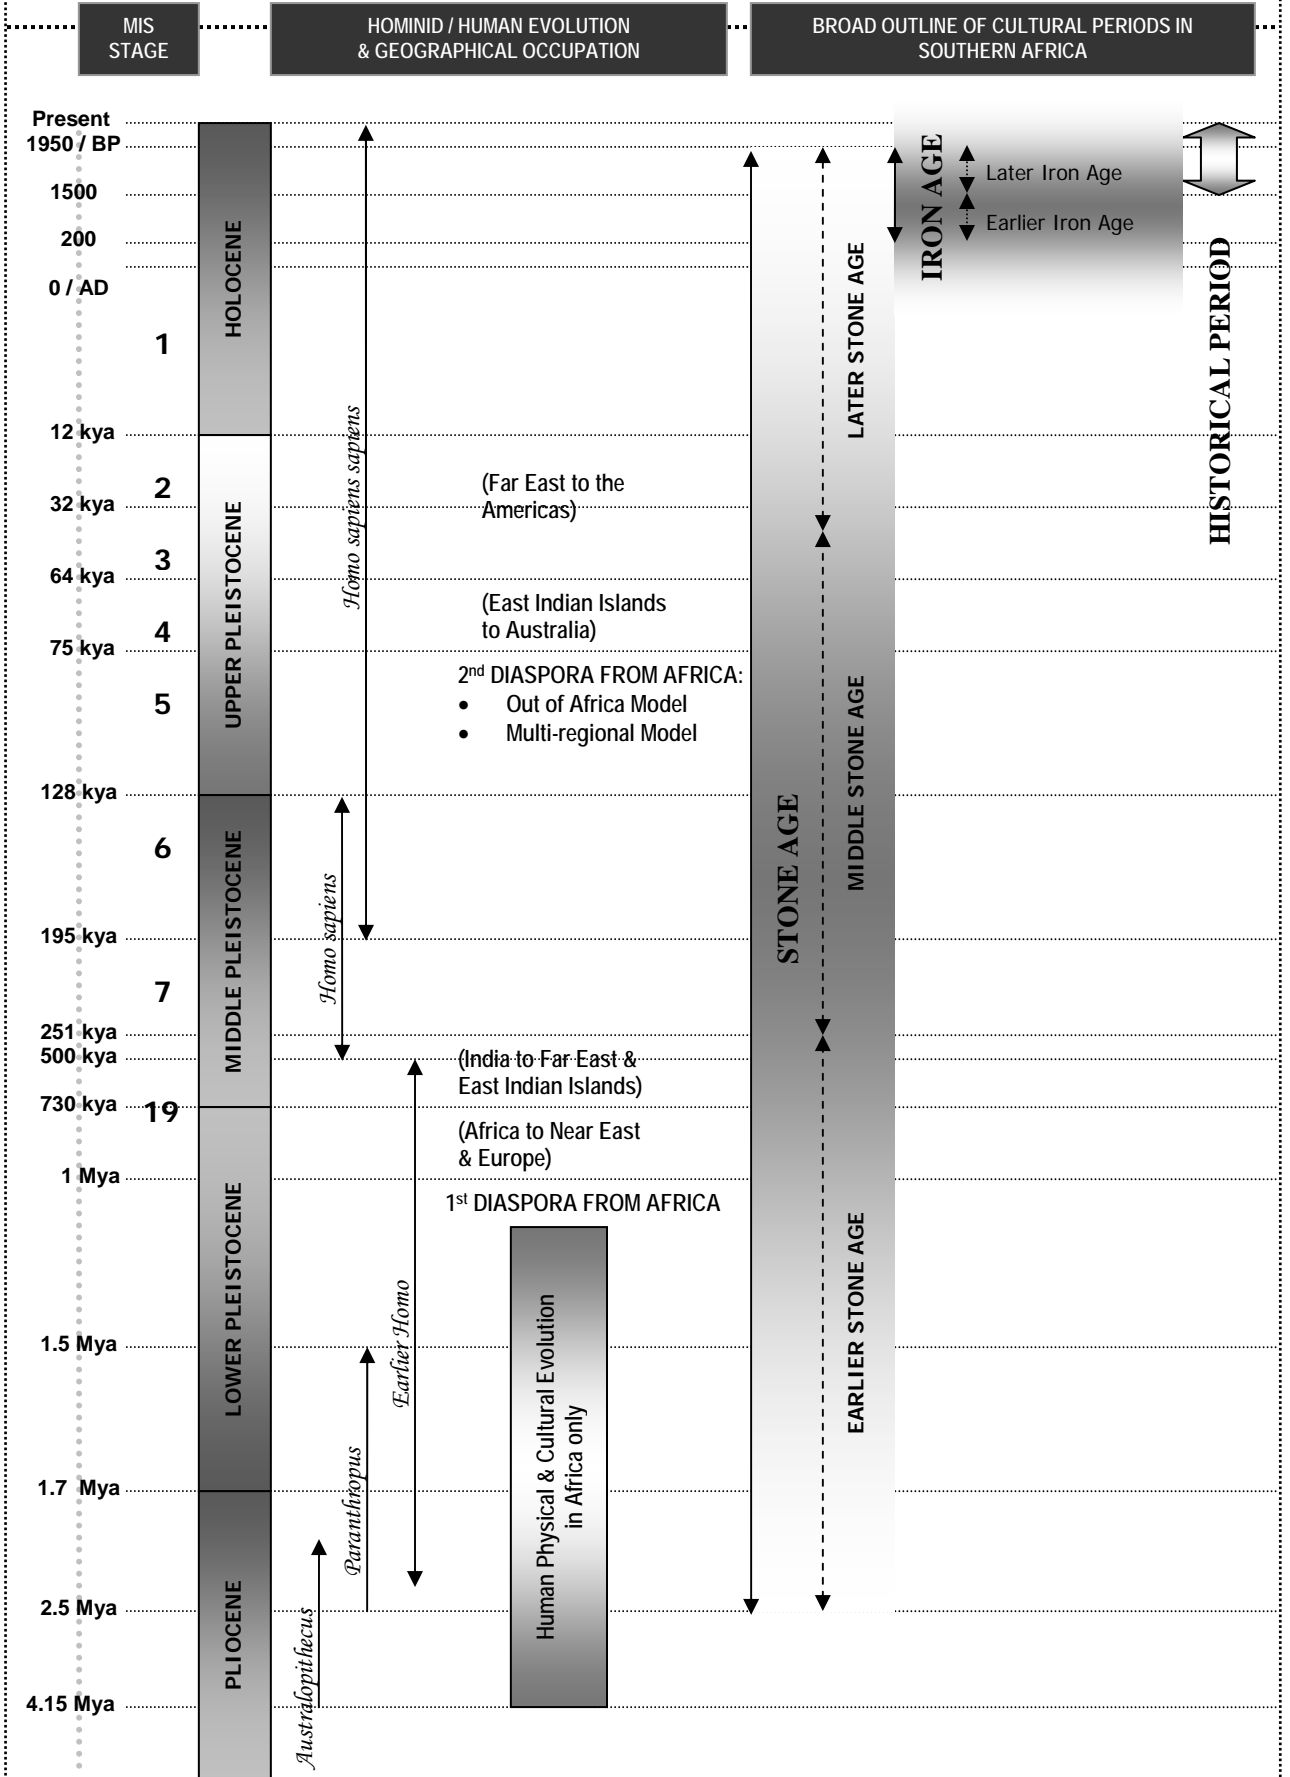 MIS
STAGE
HOMINID / HUMAN EVOLUTION
& GEOGRAPHICAL OCCUPATION
BROAD OUTLINE OF CULTURAL PERIODS IN
SOUTHERN AFRICA
Present
1950 / BP
1500
200
0 / AD
12 kya
32 kya
64 kya
75 kya
128 kya
195 kya
251 kya
500 kya
730 kya
1 Mya
1.5 Mya
1.7 Mya
2.5 Mya
4.15 Mya
1
2
3
4
5
6
7
19
HOLOCENE
UPPER PLEISTOCENE
MIDDLE PLEISTOCENE
LOWER PLEISTOCENE
PLIOCENE
Homo sapiens sapiens
Homo sapiens
Earlier Homo
Paranthropus
Australopithecus
(Far East to the
Americas)
(East Indian Islands
to Australia)
2nd DIASPORA FROM AFRICA:
• Out of Africa Model
• Multi-regional Model
(India to Far East &
East Indian Islands)
(Africa to Near East
& Europe)
1st DIASPORA FROM AFRICA
Human Physical & Cultural Evolution
in Africa only
STONE AGE
LATER STONE AGE
MIDDLE STONE AGE
EARLIER STONE AGE
IRON AGE
Later Iron Age
Earlier Iron Age
HISTORICAL PERIOD